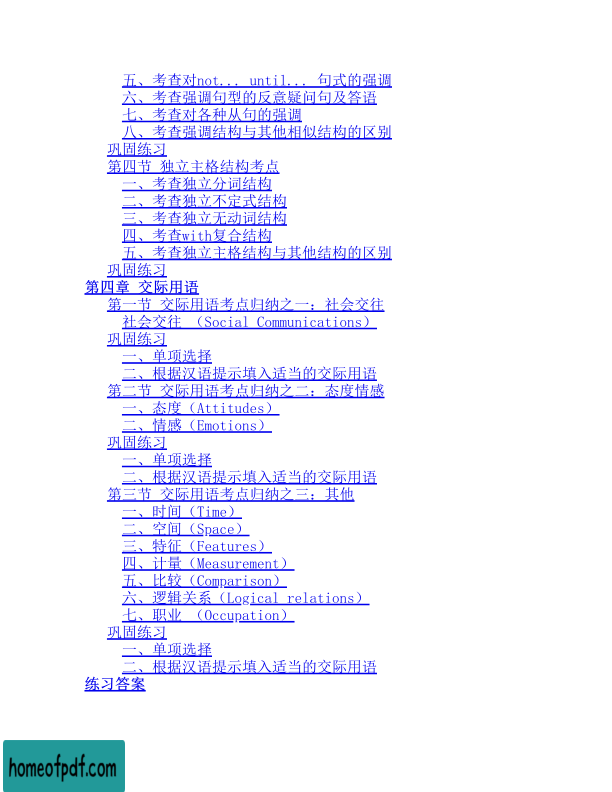 五、考查对not... until... 句式的强调
六、考查强调句型的反意疑问句及答语
七、考查对各种从句的强调
八、考查强调结构与其他相似结构的区别
巩固练习
第四节 独立主格结构考点
一、考查独立分词结构
二、考查独立不定式结构
三、考查独立无动词结构
四、考查with复合结构
五、考查独立主格结构与其他结构的区别
巩固练习
第四章 交际用语
第一节 交际用语考点归纳之一：社会交往
社会交往 （Social Communications）
巩固练习
一、单项选择
二、根据汉语提示填入适当的交际用语
第二节 交际用语考点归纳之二：态度情感
一、态度（Attitudes）
二、情感（Emotions）
巩固练习
一、单项选择
二、根据汉语提示填入适当的交际用语
第三节 交际用语考点归纳之三：其他
一、时间（Time）
二、空间（Space）
三、特征（Features）
四、计量（Measurement）
五、比较（Comparison）
六、逻辑关系（Logical relations）
七、职业 （Occupation）
巩固练习
一、单项选择
二、根据汉语提示填入适当的交际用语
练习答案
homeofpdf.com